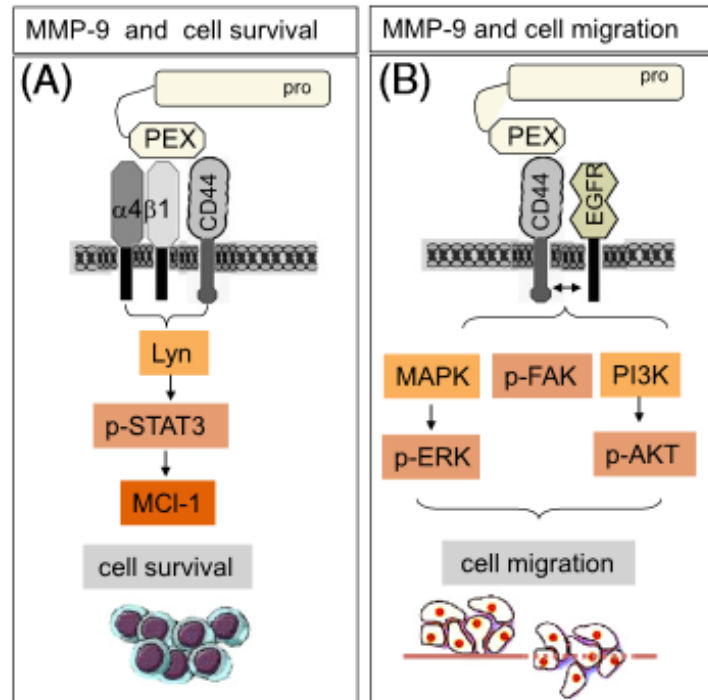 MMP-9 and cell survival
(A)
pro
PEX
α4β1
CD44
Lyn
p-STAT3
MCl-1
cell survival
MMP-9 and cell migration
(B)
pro
PEX
CD44
EGFR
MAPK
p-FAK
PI3K
p-ERK
p-AKT
cell migration